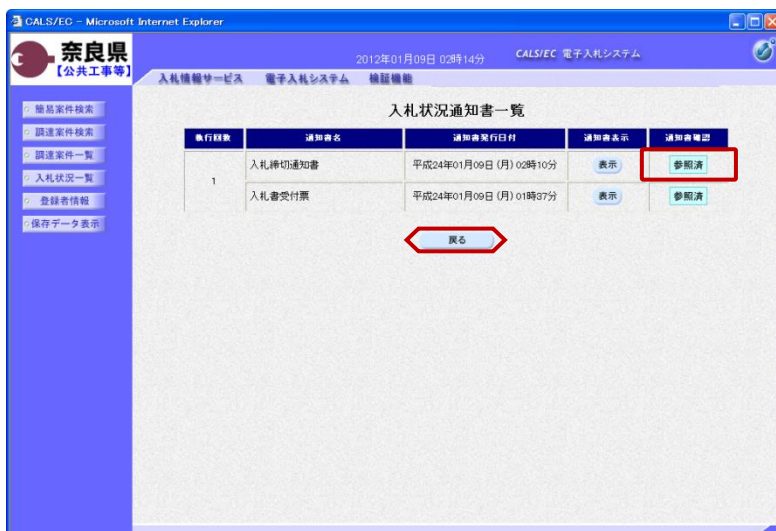 CALS/EC - Microsoft Internet Explorer
奈良県
【公共工事等】
2012年01月09日 02時14分
CALS/EC 電子入札システム
入札情報サービス 電子入札システム 検証機能
簡易案件検索
調達案件検索
調達案件一覧
入札状況一覧
登録者情報
保存データ表示
入札状況通知書一覧
執行回数 通知書名 通知書発行日付 通知書表示 通知書確認
1
入札締切通知書 平成24年01月09日 (月) 02時10分 表示 参照済
入札書受付票 平成24年01月09日 (月) 01時37分 表示 参照済
戻る